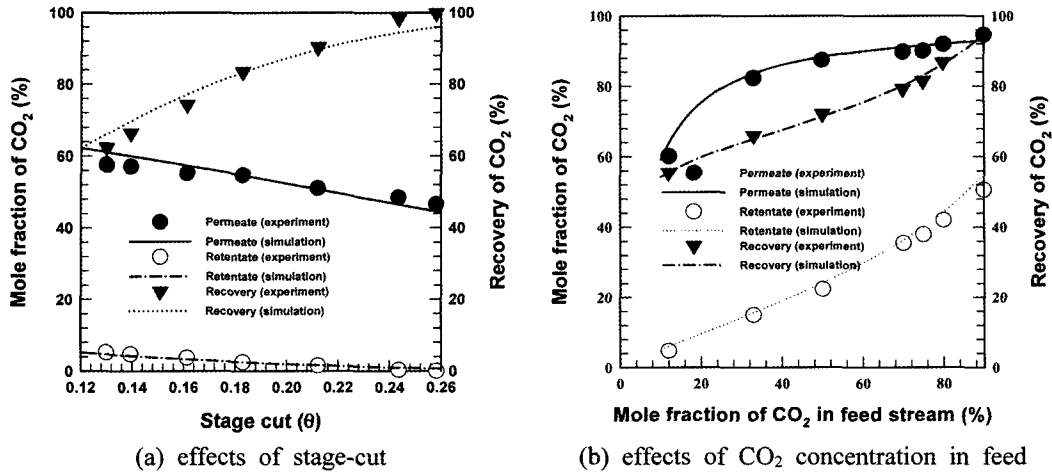 100
80
60
40
20
0
Mole fraction of CO₂ (%)
Permeate (experiment)
Permeate (simulation)
Retentate (experiment)
Retentate (simulation)
Recovery (experiment)
Recovery (simulation)
100
80
60
40
20
0
Recovery of CO₂ (%)
0.12 0.14 0.16 0.18 0.20 0.22 0.24 0.26
Stage cut (θ)
(a) effects of stage-cut
100
80
60
40
20
0
Mole fraction of CO₂ (%)
Permeate (experiment)
Permeate (simulation)
Retentate (experiment)
Retentate (simulation)
Recovery (experiment)
Recovery (simulation)
100
80
60
40
20
0
Recovery of CO₂ (%)
0 20 40 60 80
Mole fraction of CO₂ in feed stream (%)
(b) effects of CO₂ concentration in feed